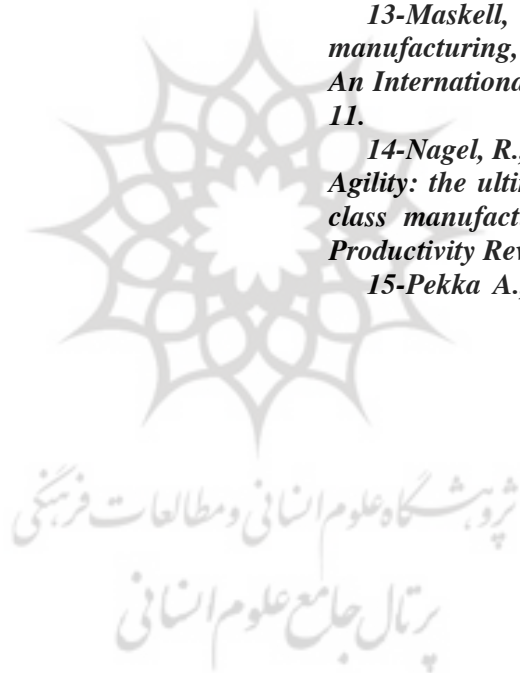 13-Maskell,
manufacturing,
An Internationa
11.
14-Nagel, R.,
Agility: the ulti
class manufact
Productivity Rev
15-Pekka A.,
پژوهشگاه علوم انسانی و مطالعات فرهنگی
پرتال جامع علوم انسانی